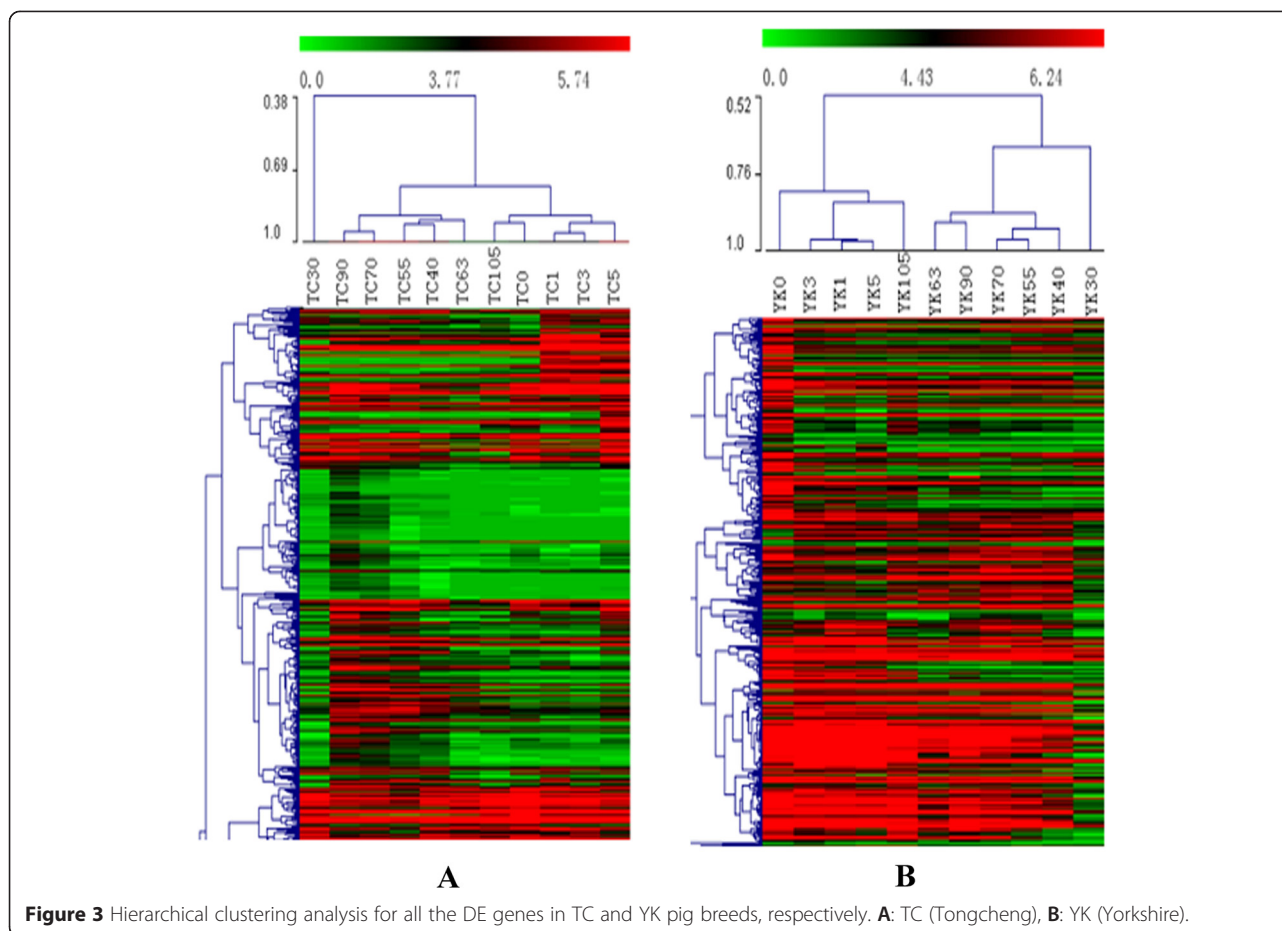 0.0 3.77 5.74
0.38
0.69
1.0
TC30 TC90 TC70 TC55 TC40 TC63 TC105 TC0 TC1 TC3 TC5
A
0.0 4.43 6.24
0.52
0.76
1.0
YK0 YK3 YK1 YK5 YK105 YK63 YK90 YK70 YK55 YK40 YK30
B
Figure 3 Hierarchical clustering analysis for all the DE genes in TC and YK pig breeds, respectively. A: TC (Tongcheng), B: YK (Yorkshire).